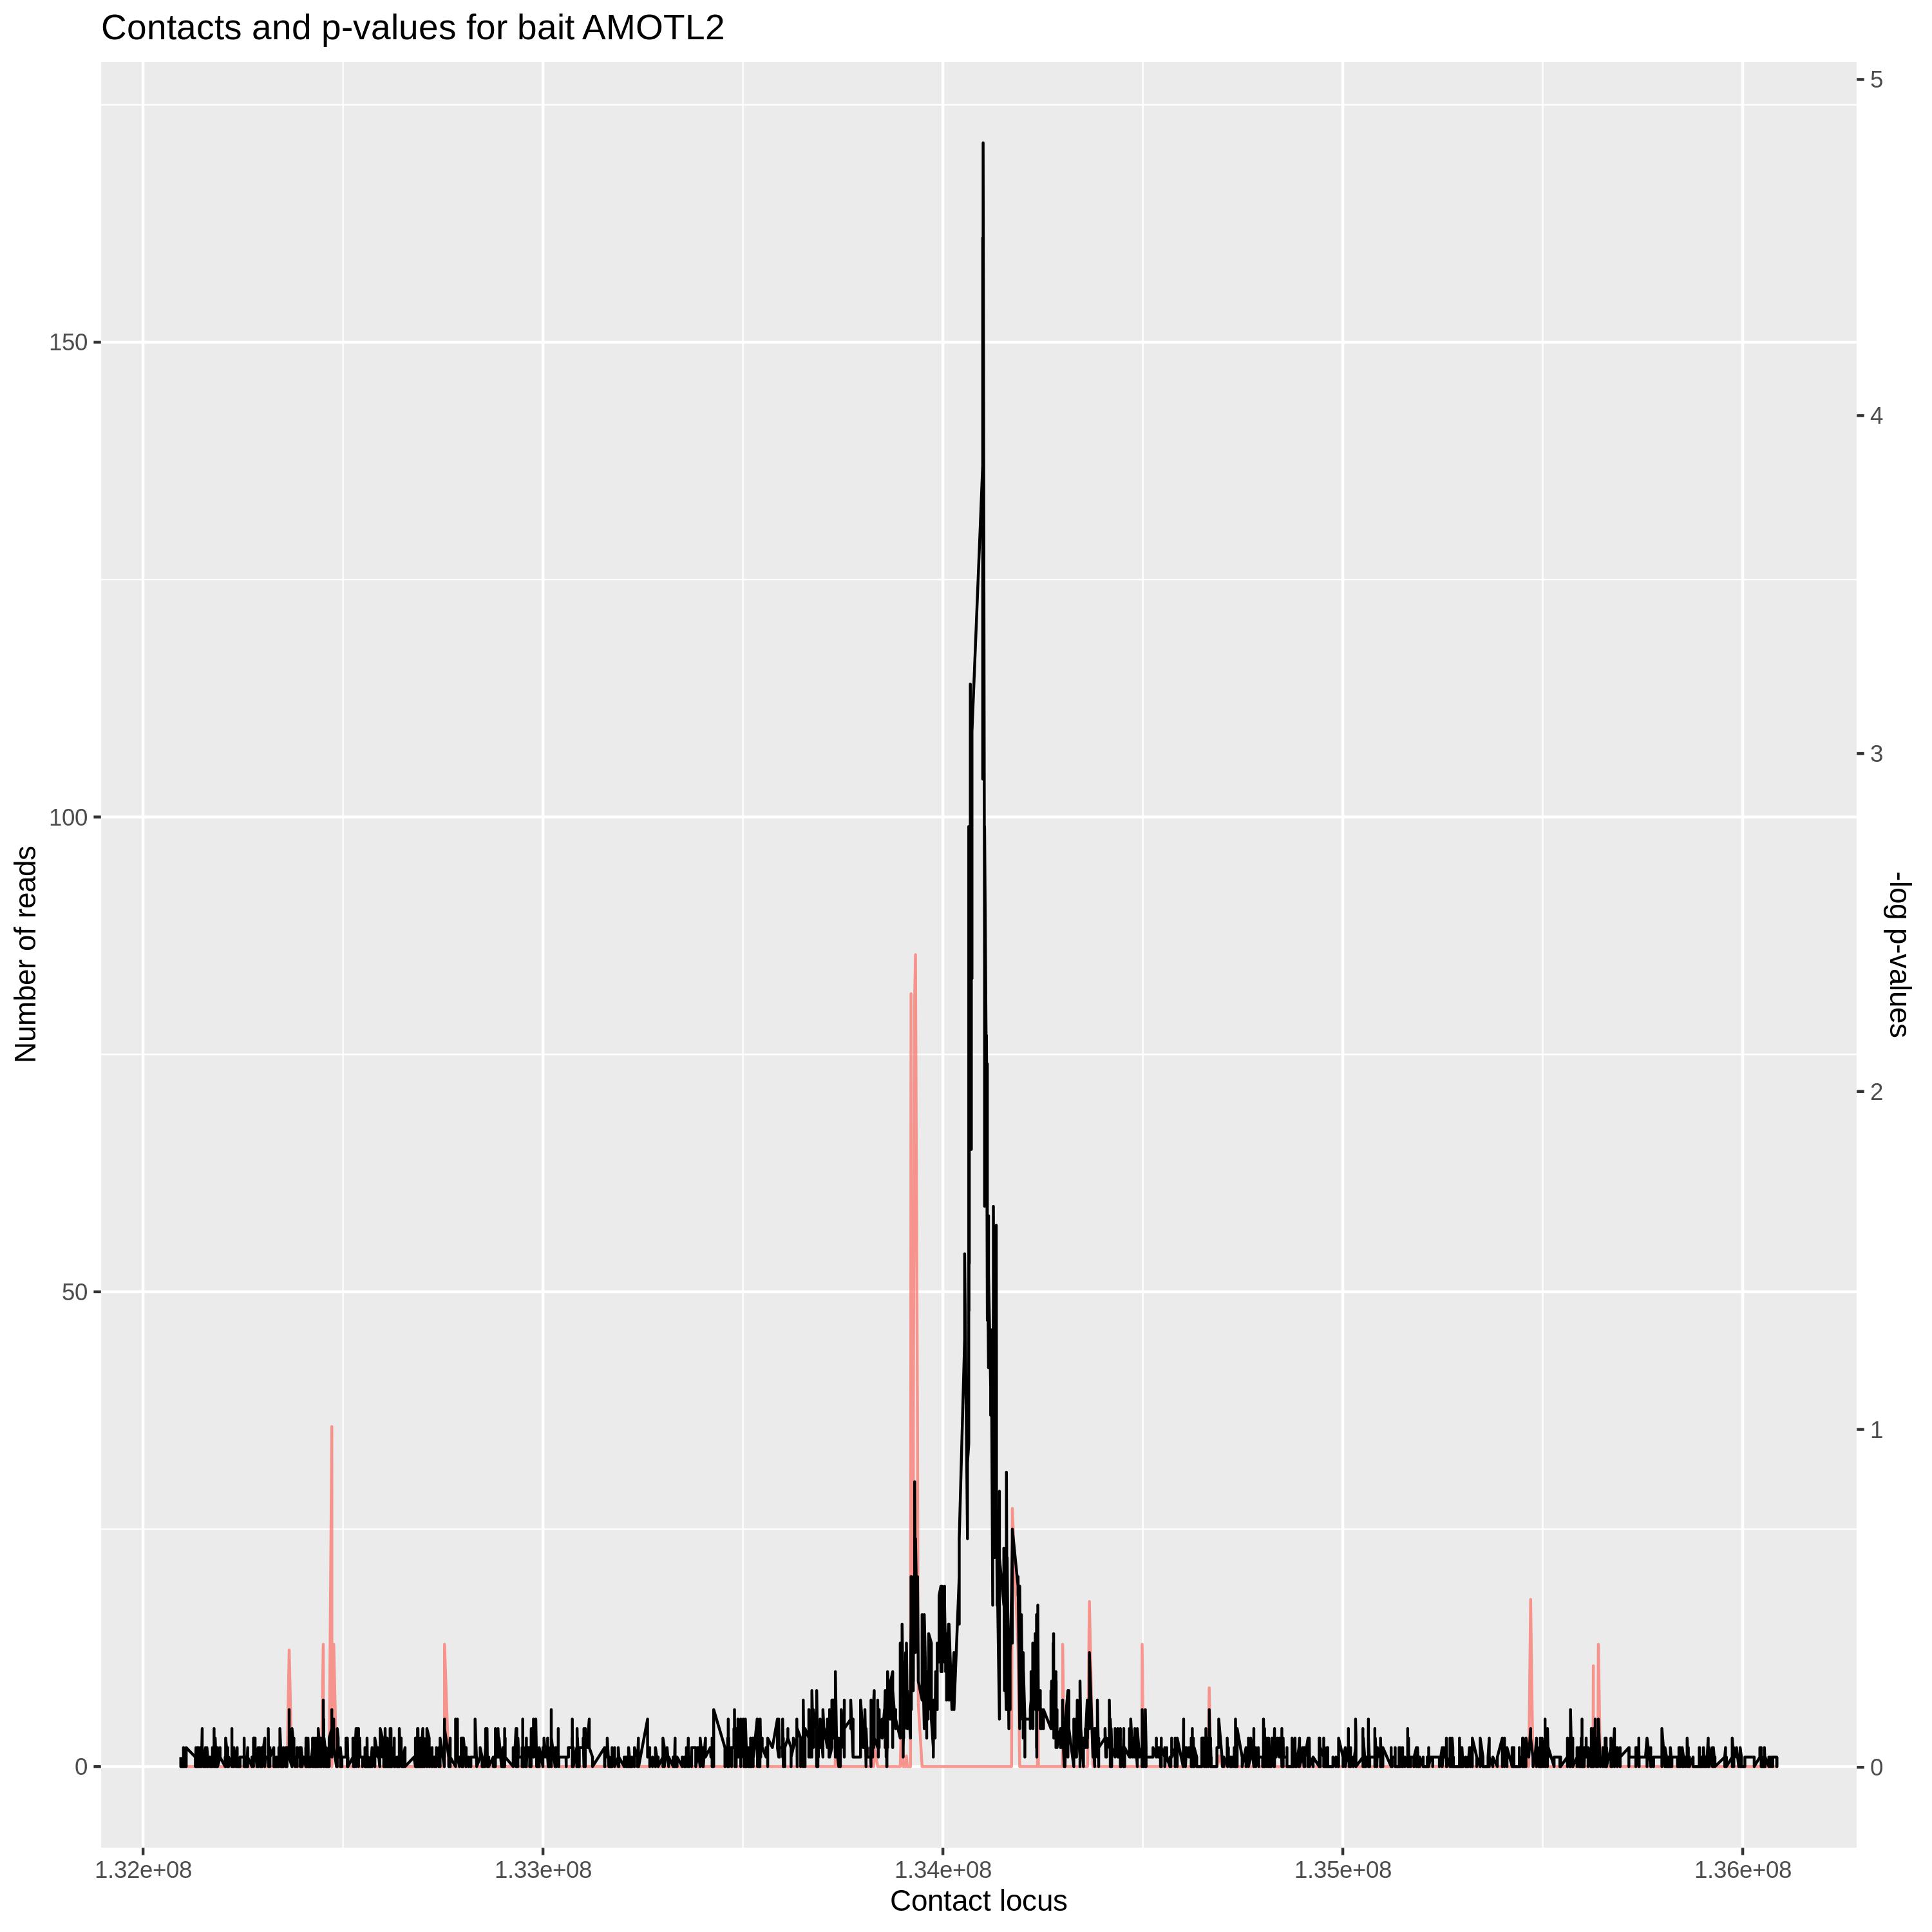 Contacts and p-values for bait AMOTL2
5
4
3
2
1
0
150
100
50
0
Number of reads
-log p-values
1.32e+08
1.33e+08
1.34e+08
1.35e+08
1.36e+08
Contact locus